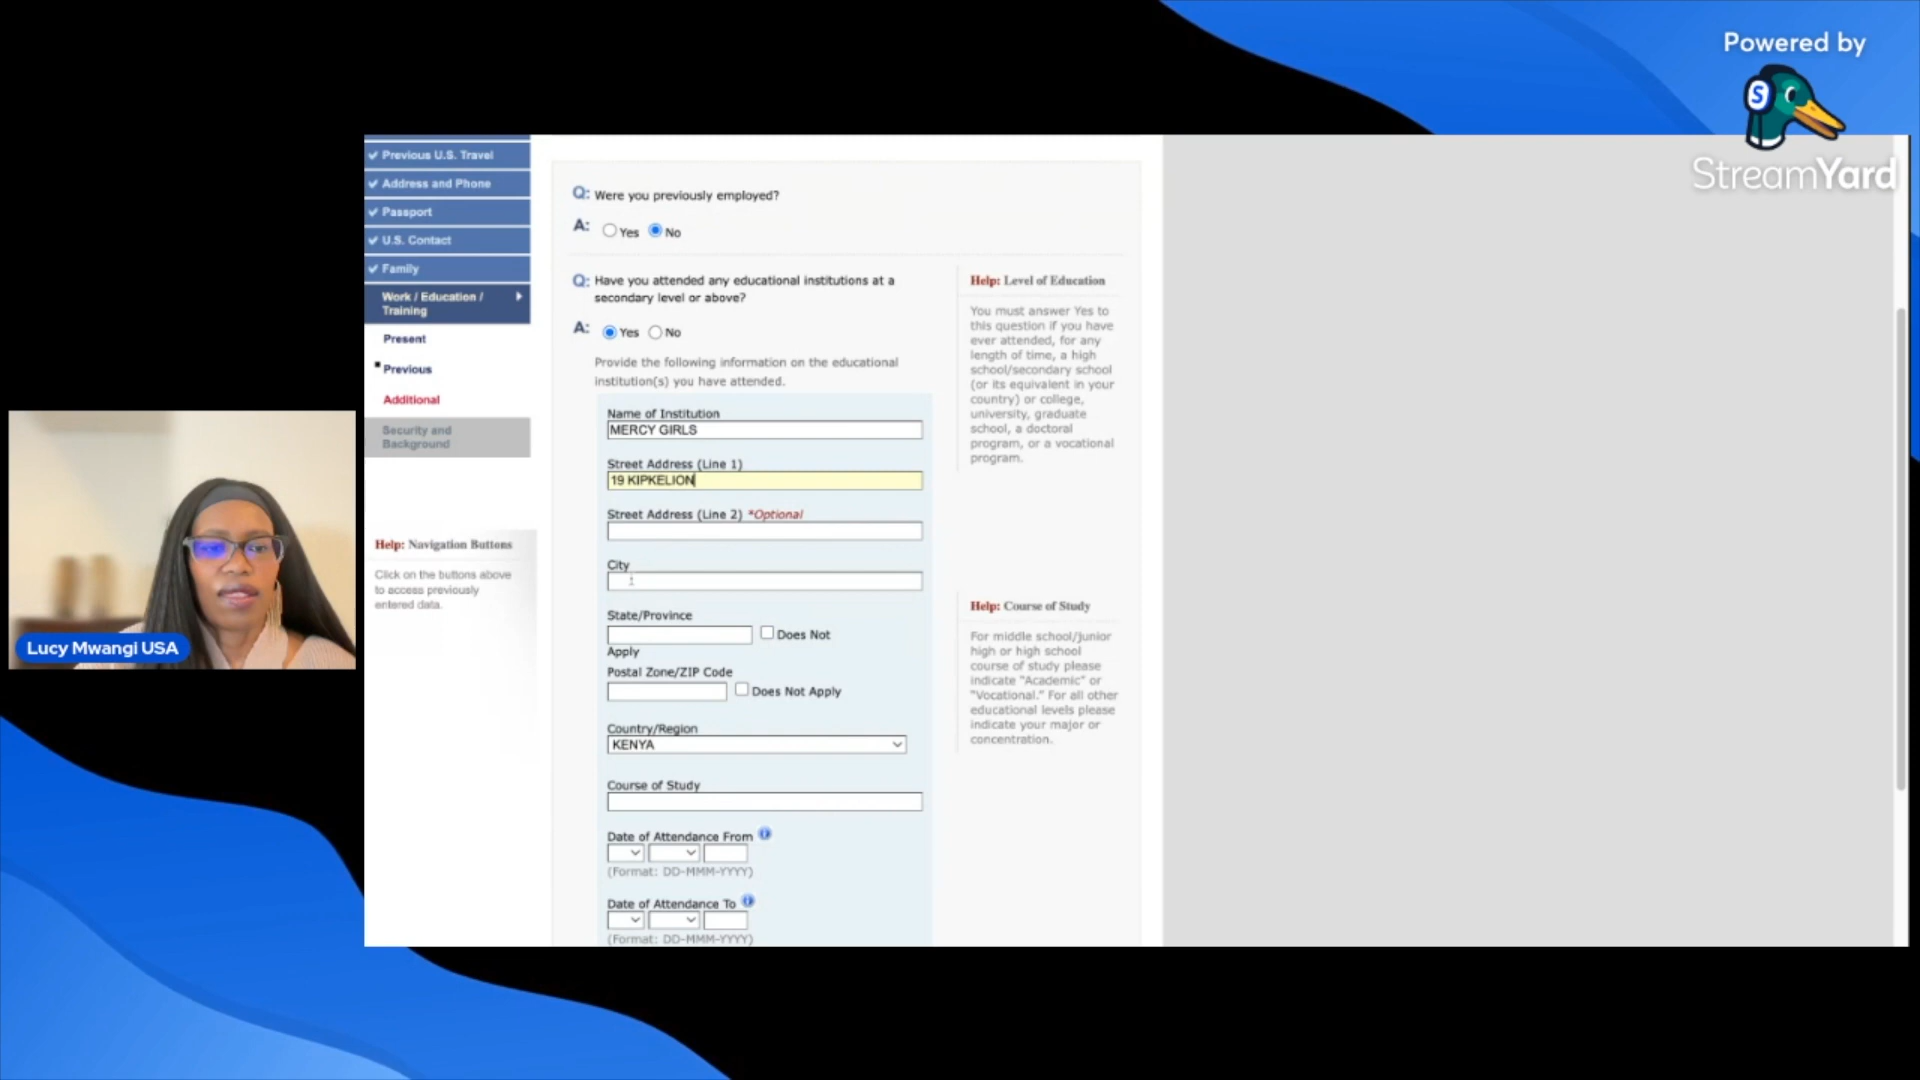 Powered by
StreamYard
Previous U.S. Travel
Address and Phone
Passport
U.S. Contact
Family
Work / Education /
Training
Present
Previous
Additional
Security and
Background
Help: Navigation Buttons
Click on the buttons above
to access previously
entered data.
Q: Were you previously employed?
A: Yes No
Q: Have you attended any educational institutions at a
secondary level or above?
A: Yes No
Provide the following information on the educational
institution(s) you have attended.
Name of Institution
MERCY GIRLS
Street Address (Line 1)
19 KIPKELION
Street Address (Line 2) *Optional
City
State/Province
Does Not
Apply
Postal Zone/ZIP Code
Does Not Apply
Country/Region
KENYA
Course of Study
Date of Attendance From
(Format: DD-MMM-YYYY)
Date of Attendance To
(Format: DD-MMM-YYYY)
Help: Level of Education
You must answer Yes to
this question if you have
ever attended, for any
length of time, a high
school/secondary school
(or its equivalent in your
country) or college,
university, graduate
school, a doctoral
program, or a vocational
program.
Help: Course of Study
For middle school/junior
high or high school
course of study please
indicate "Academic" or
"Vocational." For all other
educational levels please
indicate your major or
concentration.
Lucy Mwangi USA